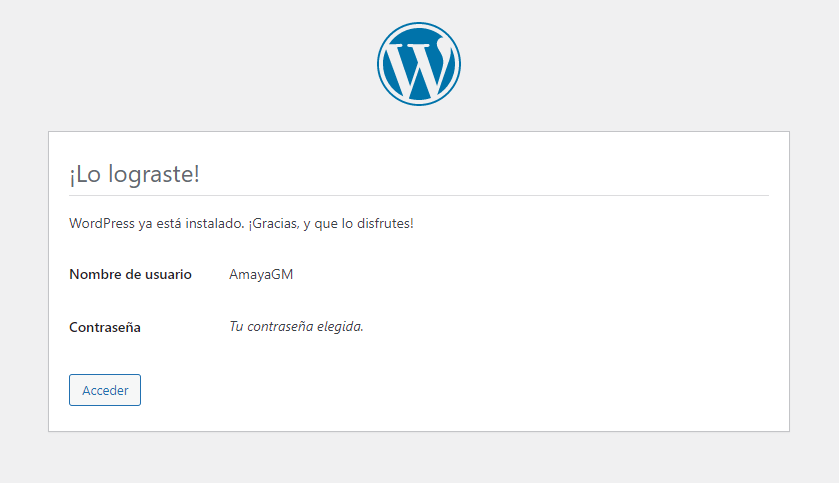 ¡Lo lograste!
WordPress ya está instalado. ¡Gracias, y que lo disfrutes!
Nombre de usuario AmayaGM
Contraseña Tu contraseña elegida.
Acceder